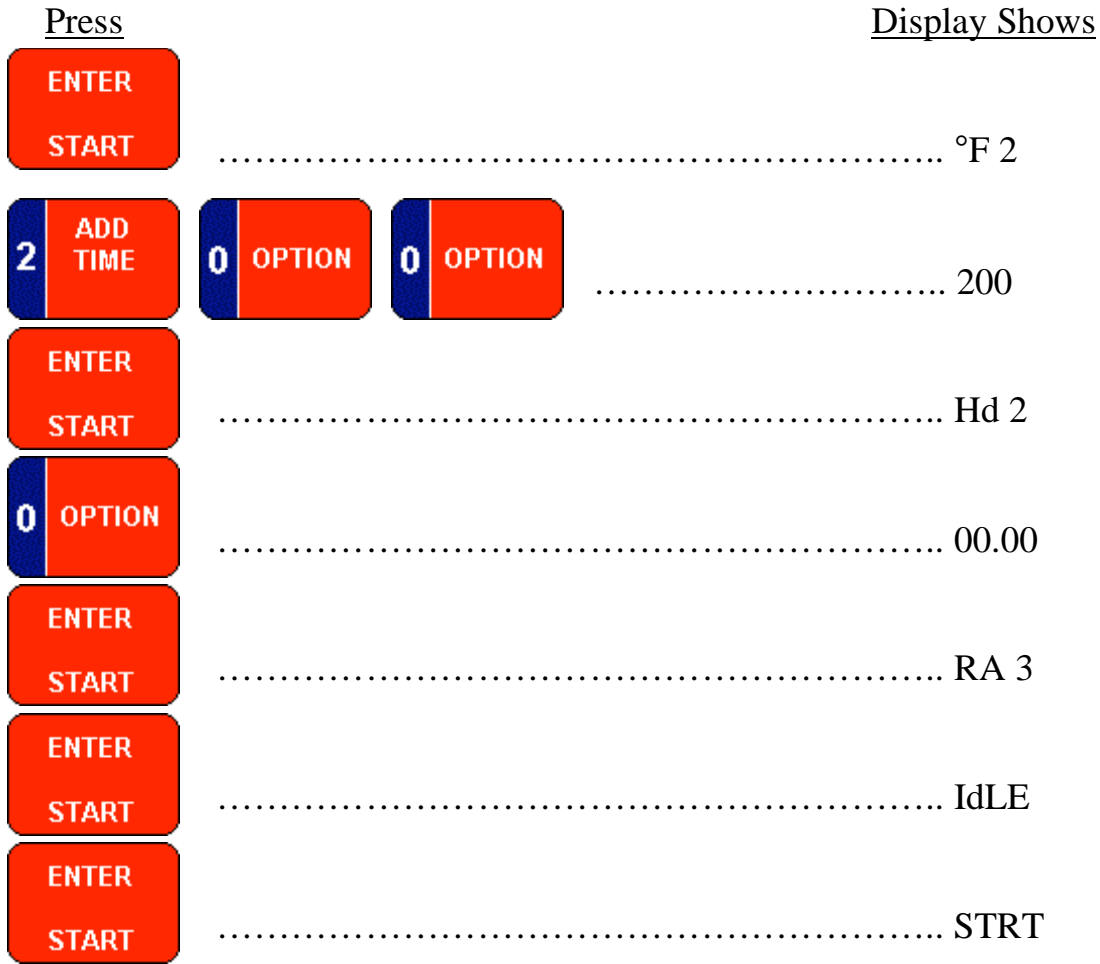 Press Display Shows
ENTER
START ………………………………………………….. °F 2
2 ADD TIME 0 OPTION 0 OPTION ……………………….. 200
ENTER
START ………………………………………………….. Hd 2
0 OPTION ………………………………………………….. 00.00
ENTER
START ………………………………………………….. RA 3
ENTER
START ………………………………………………….. IdLE
ENTER
START ………………………………………………….. STRT